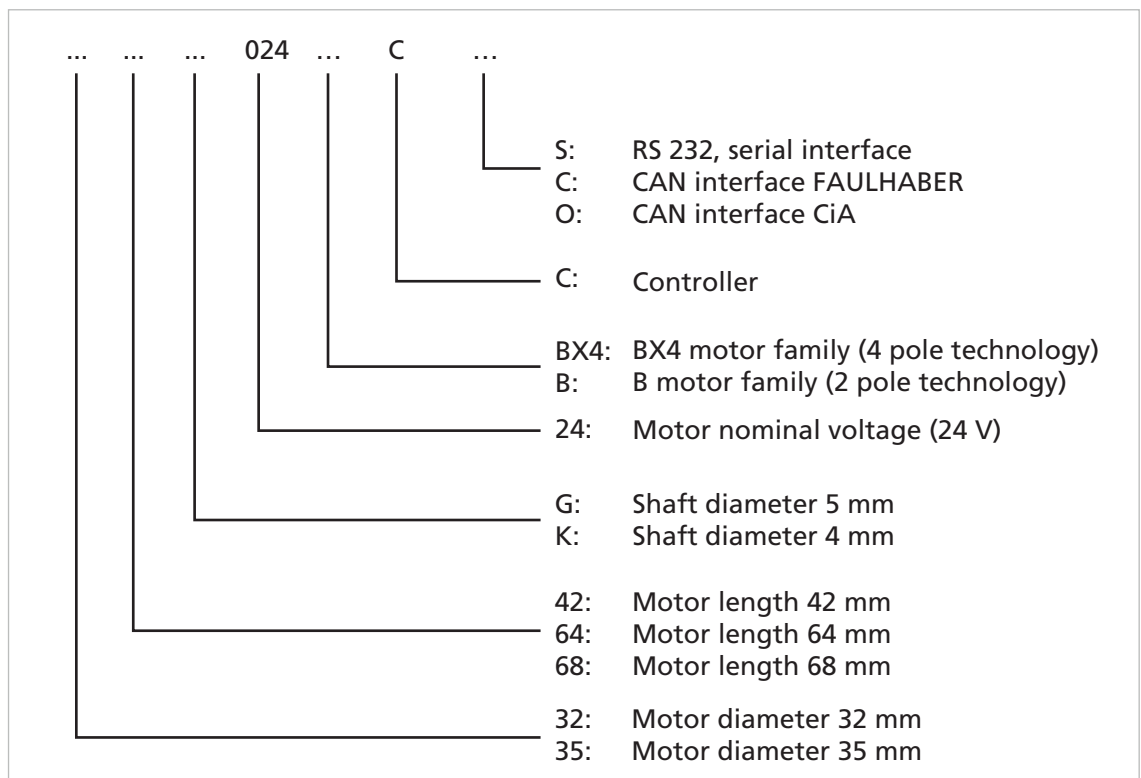 ... ... ... 024 ... C ...
S: RS 232, serial interface
C: CAN interface FAULHABER
O: CAN interface CiA
C: Controller
BX4: BX4 motor family (4 pole technology)
B: B motor family (2 pole technology)
24: Motor nominal voltage (24 V)
G: Shaft diameter 5 mm
K: Shaft diameter 4 mm
42: Motor length 42 mm
64: Motor length 64 mm
68: Motor length 68 mm
32: Motor diameter 32 mm
35: Motor diameter 35 mm